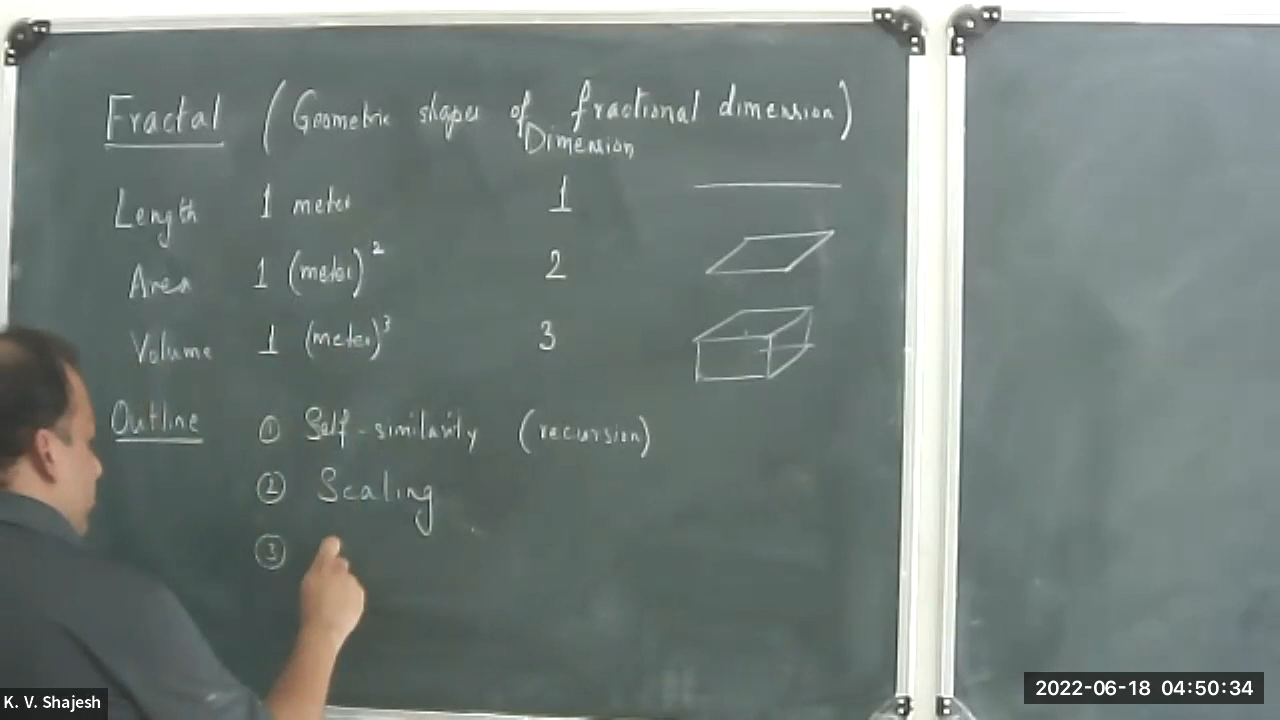 Fractal (Geometric shapes of fractional dimension)
Dimension
Length 1 meter 1
Area 1 (meter)² 2
Volume 1 (meter)³ 3
Outline ① Self-similarity (recursion)
② Scaling
③
K. V. Shajesh
2022-06-18 04:50:34